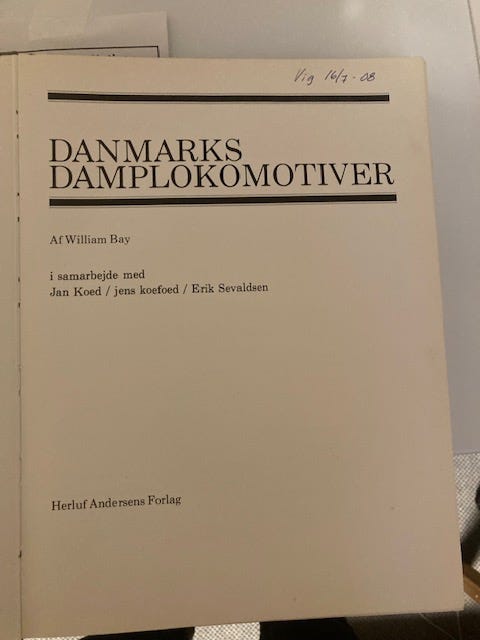 Vig 16/7-08
DANMARKS
DAMPLOKOMOTIVER
Af William Bay
i samarbejde med
Jan Koed / jens koefoed / Erik Sevaldsen
Herluf Andersens Forlag